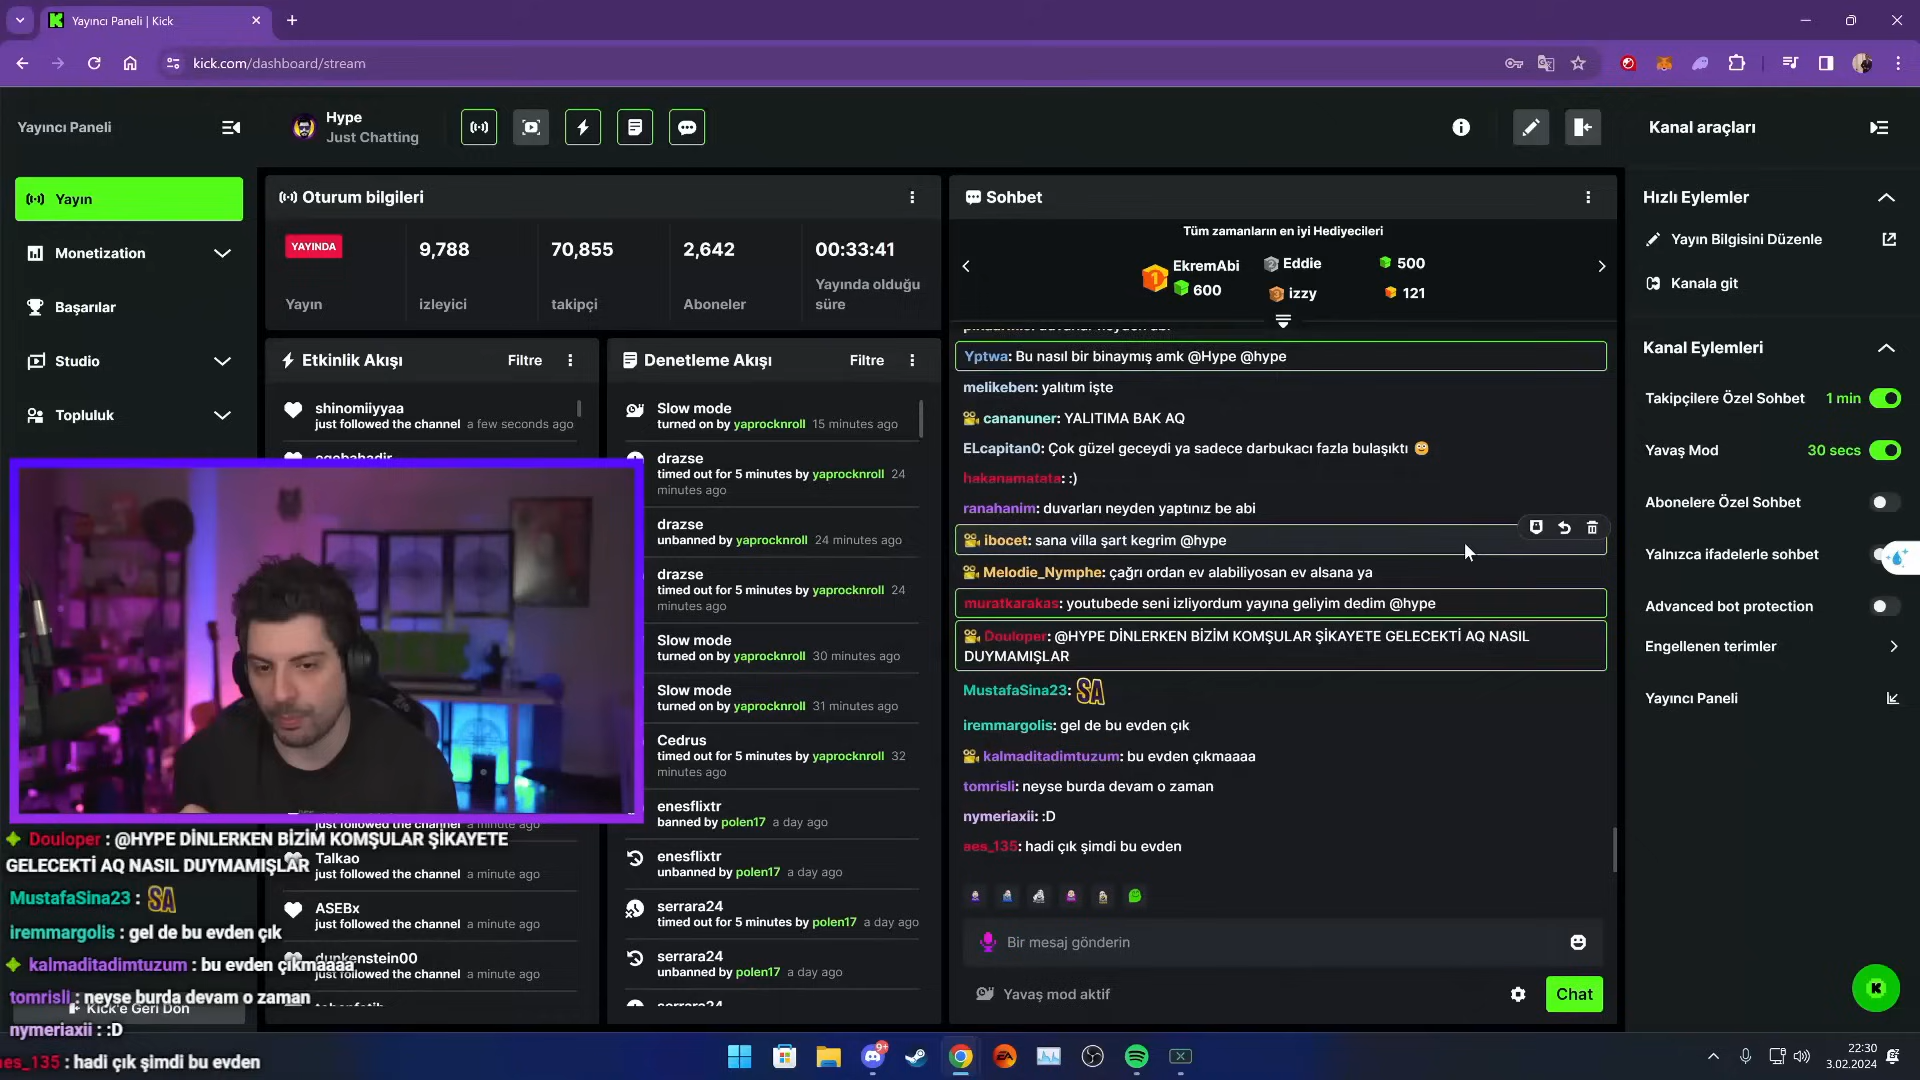 Yayıncı Paneli | Kick
kick.com/dashboard/stream
Yayıncı Paneli
Hype
Just Chatting
Kanal araçları
Yayın
Monetization
Başarılar
Studio
Topluluk
Oturum bilgileri
YAYINDA
Yayın
9,788
izleyici
70,855
takipçi
2,642
Aboneler
00:33:41
Yayında olduğu
süre
Etkinlik Akışı
Filtre
shinomiiyyaa
just followed the channel a few seconds ago
Talkao
just followed the channel a minute ago
ASEBx
just followed the channel a minute ago
dunkenstein00
just followed the channel a minute ago
Denetleme Akışı
Filtre
Slow mode
turned on by yaprocknroll 15 minutes ago
drazse
timed out for 5 minutes by yaprocknroll 24
minutes ago
drazse
unbanned by yaprocknroll 24 minutes ago
drazse
timed out for 5 minutes by yaprocknroll 30
minutes ago
Slow mode
turned on by yaprocknroll 30 minutes ago
Slow mode
turned on by yaprocknroll 31 minutes ago
Cedrus
timed out for 5 minutes by yaprocknroll 32
minutes ago
enesflixtr
banned by polen17 a day ago
enesflixtr
unbanned by polen17 a day ago
serrara24
timed out for 5 minutes by polen17 a day ago
serrara24
unbanned by polen17 a day ago
Sohbet
Tüm zamanların en iyi Hediyecileri
EkremAbi
600
Eddie
500
izzy
121
Yptwa: Bu nasıl bir binaymış amk @Hype @hype
melikeben: yalıtım işte
cananuner: YALITIMA BAK AQ
ELcapitan0: Çok güzel geceydi ya sadece darbukacı fazla bulaşıktı
hakanamatata: :)
ranahanim: duvarları neyden yaptınız be abi
ibocet: sana villa şart kegrim @hype
Melodie_Nymphe: çağrı ordan ev alabiliyosan ev alsana ya
muratkarakas: youtubede seni izliyordum yayına geliyim dedim @hype
Douloper: @HYPE DİNLERKEN BİZİM KOMŞULAR ŞİKAYETE GELECEKTİ AQ NASIL
DUYMAMIŞLAR
MustafaSina23: SA
iremmargolis: gel de bu evden çık
kalmaditadimtuzum: bu evden çıkmaaaa
tomrisli: neyse burda devam o zaman
nymeriaxii: :D
aes_135: hadi çık şimdi bu evden
Bir mesaj gönderin
Yavaş mod aktif
Chat
Hızlı Eylemler
Yayın Bilgisini Düzenle
Kanala git
Kanal Eylemleri
Takipçilere Özel Sohbet 1 min
Yavaş Mod 30 secs
Abonelere Özel Sohbet
Yalnızca ifadelerle sohbet
Advanced bot protection
Engellenen terimler
Yayıncı Paneli
Douloper : @HYPE DİNLERKEN BİZİM KOMŞULAR ŞİKAYETE
GELECEKTİ AQ NASIL DUYMAMIŞLAR
MustafaSina23 : SA
iremmargolis : gel de bu evden çık
kalmaditadimtuzum : bu evden çıkmaaaa
tomrisli : neyse burda devam o zaman
Kick'e Geri Dön
nymeriaxii : :D
aes_135 : hadi çık şimdi bu evden
9+
22:30
3.02.2024